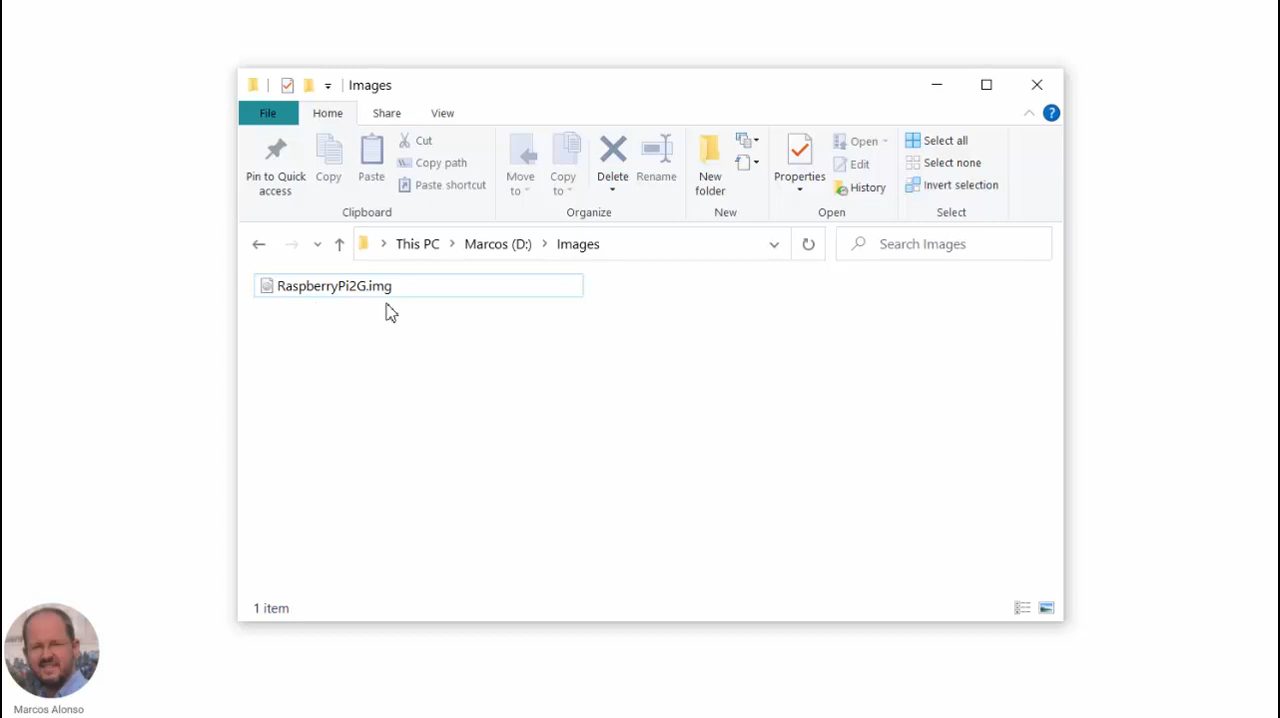 Images
File Home Share View
?
Pin to Quick access
Copy
Paste
Cut
Copy path
Paste shortcut
Clipboard
Move to
Copy to
Delete
Rename
Organize
New folder
New
Properties
Open
Edit
History
Open
Select all
Select none
Invert selection
Select
This PC > Marcos (D:) > Images
Search Images
RaspberryPi2G.img
1 item
Marcos Alonso